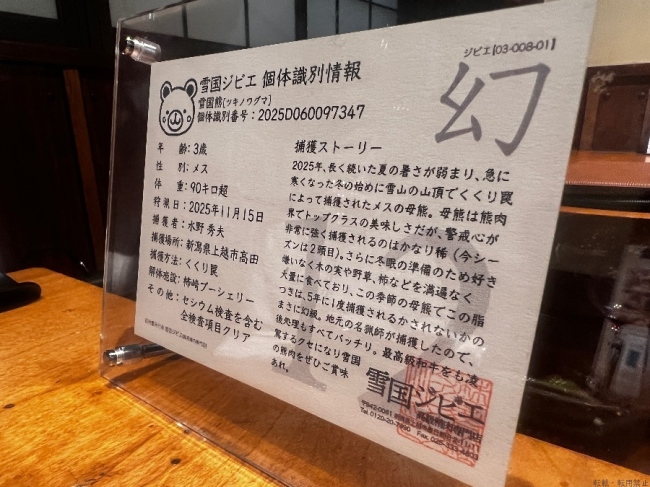 ジビエ【03-008-01】
幻
雪国ジビエ 個体識別情報
雪国熊(ツキノワグマ)
個体識別番号：2025D060097347
年　齢：3歳
性　別：メス
体　重：90キロ超
狩猟日：2025年11月15日
捕獲者：水野 秀夫
捕獲場所：新潟県上越市高田
捕獲方法：くくり罠
解体施設：柿崎ブーシェリー
その他：セシウム検査を含む
全検査項目クリア
捕獲ストーリー
2025年、長く続いた夏の暑さが弱まり、急に
寒くなった冬の始めに雪山の山頂でくくり罠
によって捕獲されたメスの母熊。母熊は熊肉
界でトップクラスの美味しさだが、警戒心が
非常に強く捕獲されるのはかなり稀（今シー
ズンは2頭目）。さらに冬眠の準備のため好き
嫌いなく木の実や野草、柿などを満遍なく
大量に食べており、この季節の母熊でこの脂
つきは、5年に1度捕獲されるかされないかの
まさに幻級。地元の名猟師が捕獲したので、
後処理もすべてバッチリ。最高級和牛をも凌
駕するクセになり雪国
の筋肉をぜひご賞味
あれ。
雪国ジビエ
転載・転用禁止